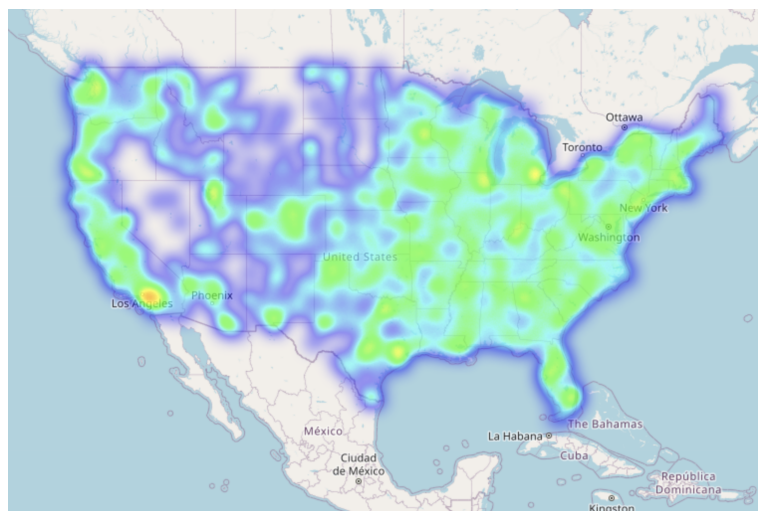 Ottawa
Toronto
New York
Washington
United States
Los Angeles
Phoenix
La Habana
The Bahamas
México
Cuba
Ciudad
de México
República
Dominicana
Kingston